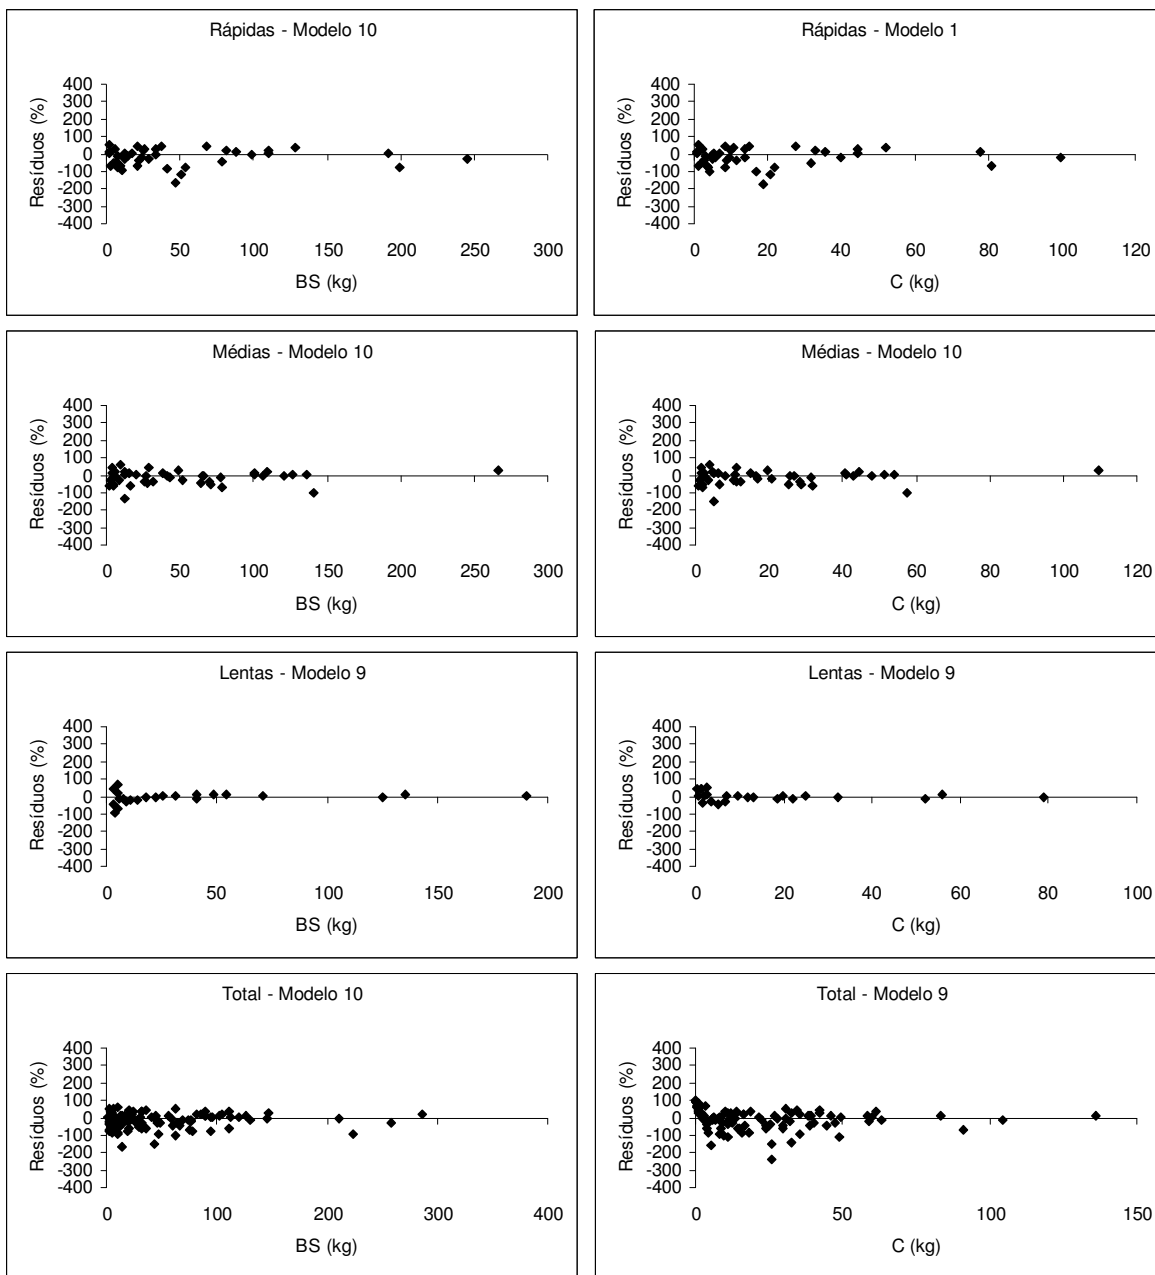 Rápidas - Modelo 10
Resíduos (%)
400
300
200
100
0
-100
-200
-300
-400
0 50 100 150 200 250 300
BS (kg)
Rápidas - Modelo 1
Resíduos (%)
400
300
200
100
0
-100
-200
-300
-400
0 20 40 60 80 100 120
C (kg)
Médias - Modelo 10
Resíduos (%)
400
300
200
100
0
-100
-200
-300
-400
0 50 100 150 200 250 300
BS (kg)
Médias - Modelo 10
Resíduos (%)
400
300
200
100
0
-100
-200
-300
-400
0 20 40 60 80 100 120
C (kg)
Lentas - Modelo 9
Resíduos (%)
400
300
200
100
0
-100
-200
-300
-400
0 50 100 150 200
BS (kg)
Lentas - Modelo 9
Resíduos (%)
400
300
200
100
0
-100
-200
-300
-400
0 20 40 60 80 100
C (kg)
Total - Modelo 10
Resíduos (%)
400
300
200
100
0
-100
-200
-300
-400
0 100 200 300 400
BS (kg)
Total - Modelo 9
Resíduos (%)
400
300
200
100
0
-100
-200
-300
-400
0 50 100 150
C (kg)